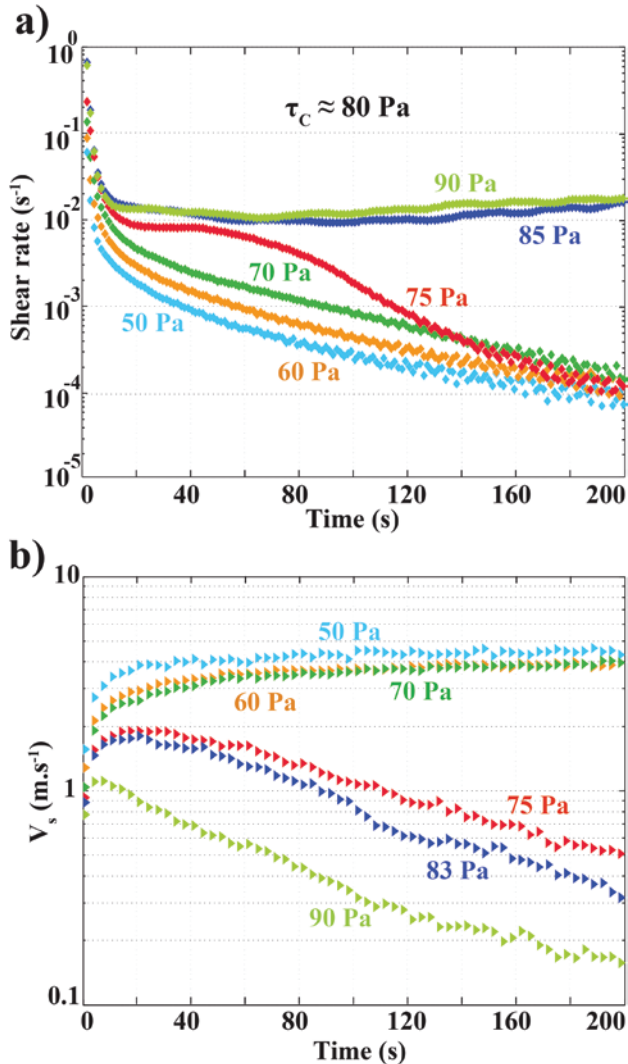 a)
10^0
10^-1
10^-2
10^-3
10^-4
10^-5
Shear rate (s^-1)
τ_C ≈ 80 Pa
90 Pa
85 Pa
70 Pa
75 Pa
60 Pa
50 Pa
0 40 80 120 160 200
Time (s)
b)
10
1
0.1
V_s (m.s^-1)
50 Pa
60 Pa
70 Pa
75 Pa
83 Pa
90 Pa
0 40 80 120 160 200
Time (s)